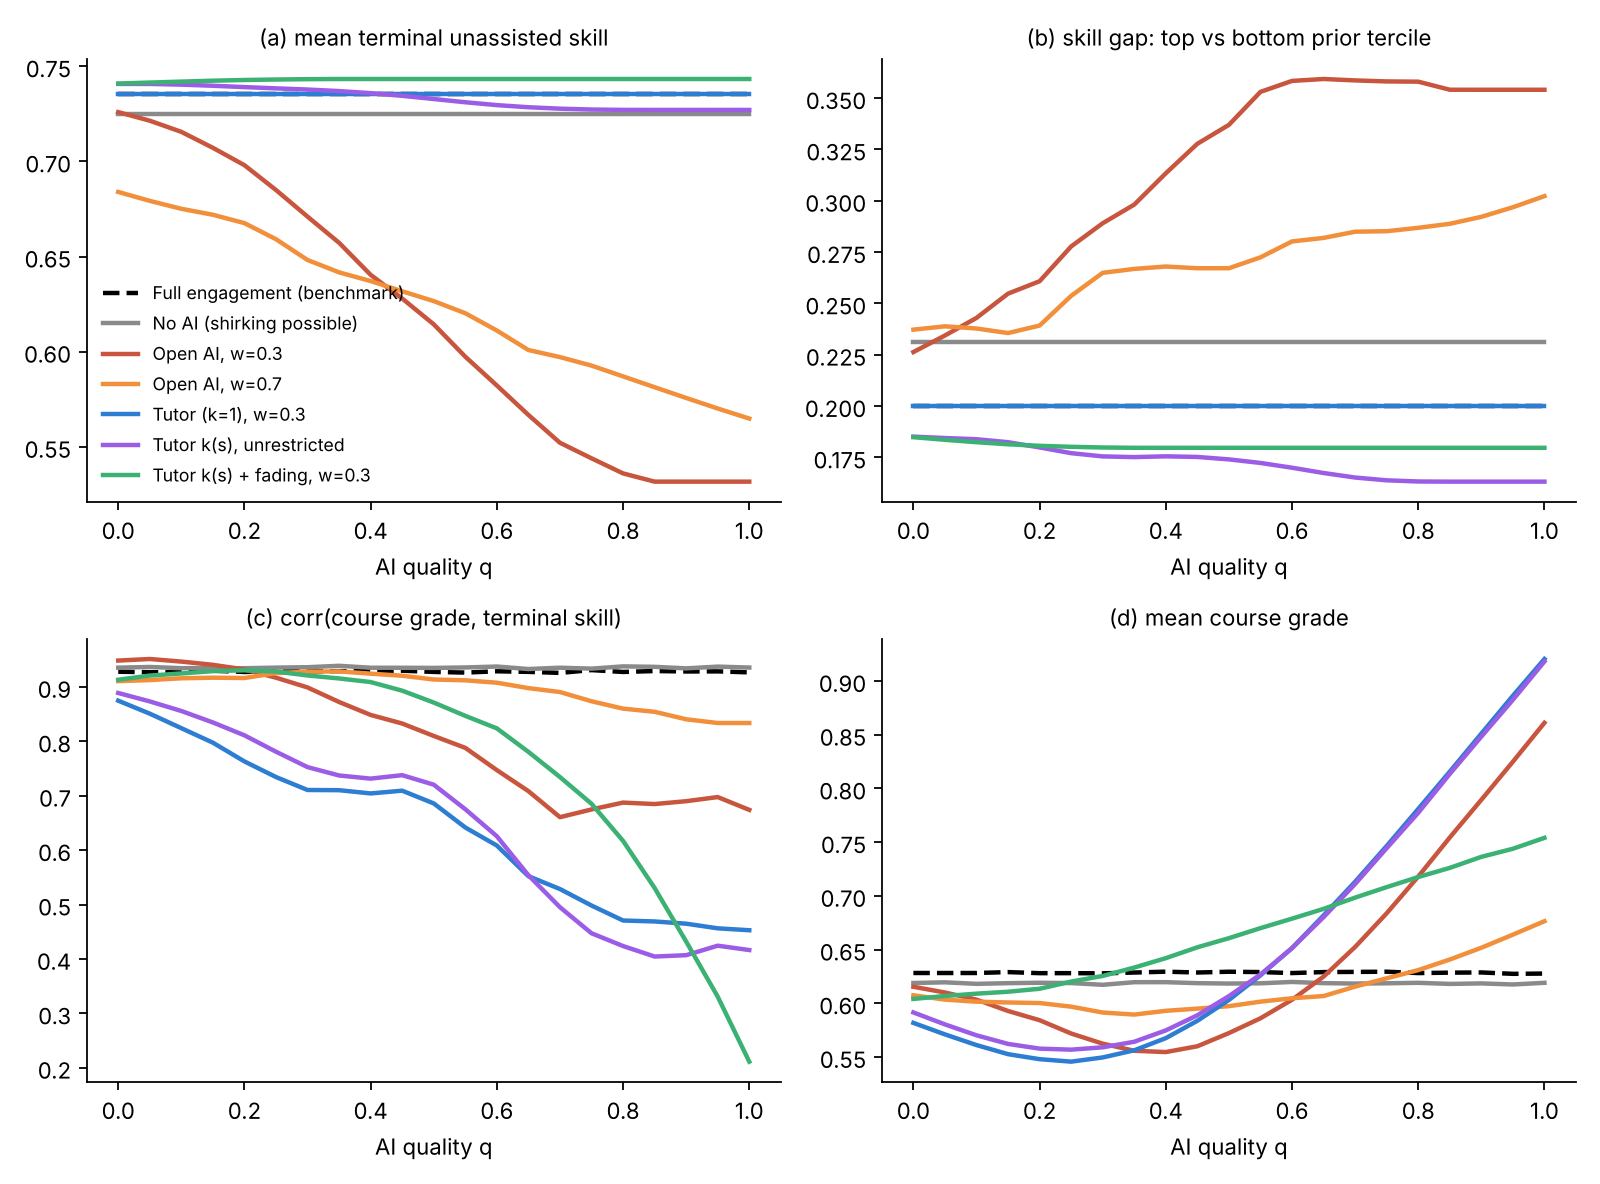 (a) mean terminal unassisted skill
0.75
0.70
0.65
0.60
0.55
Full engagement (benchmark)
No AI (shirking possible)
Open AI, w=0.3
Open AI, w=0.7
Tutor (k=1), w=0.3
Tutor k(s), unrestricted
Tutor k(s) + fading, w=0.3
0.0 0.2 0.4 0.6 0.8 1.0
AI quality q
(b) skill gap: top vs bottom prior tercile
0.350
0.325
0.300
0.275
0.250
0.225
0.200
0.175
0.0 0.2 0.4 0.6 0.8 1.0
AI quality q
(c) corr(course grade, terminal skill)
0.9
0.8
0.7
0.6
0.5
0.4
0.3
0.2
0.0 0.2 0.4 0.6 0.8 1.0
AI quality q
(d) mean course grade
0.90
0.85
0.80
0.75
0.70
0.65
0.60
0.55
0.0 0.2 0.4 0.6 0.8 1.0
AI quality q